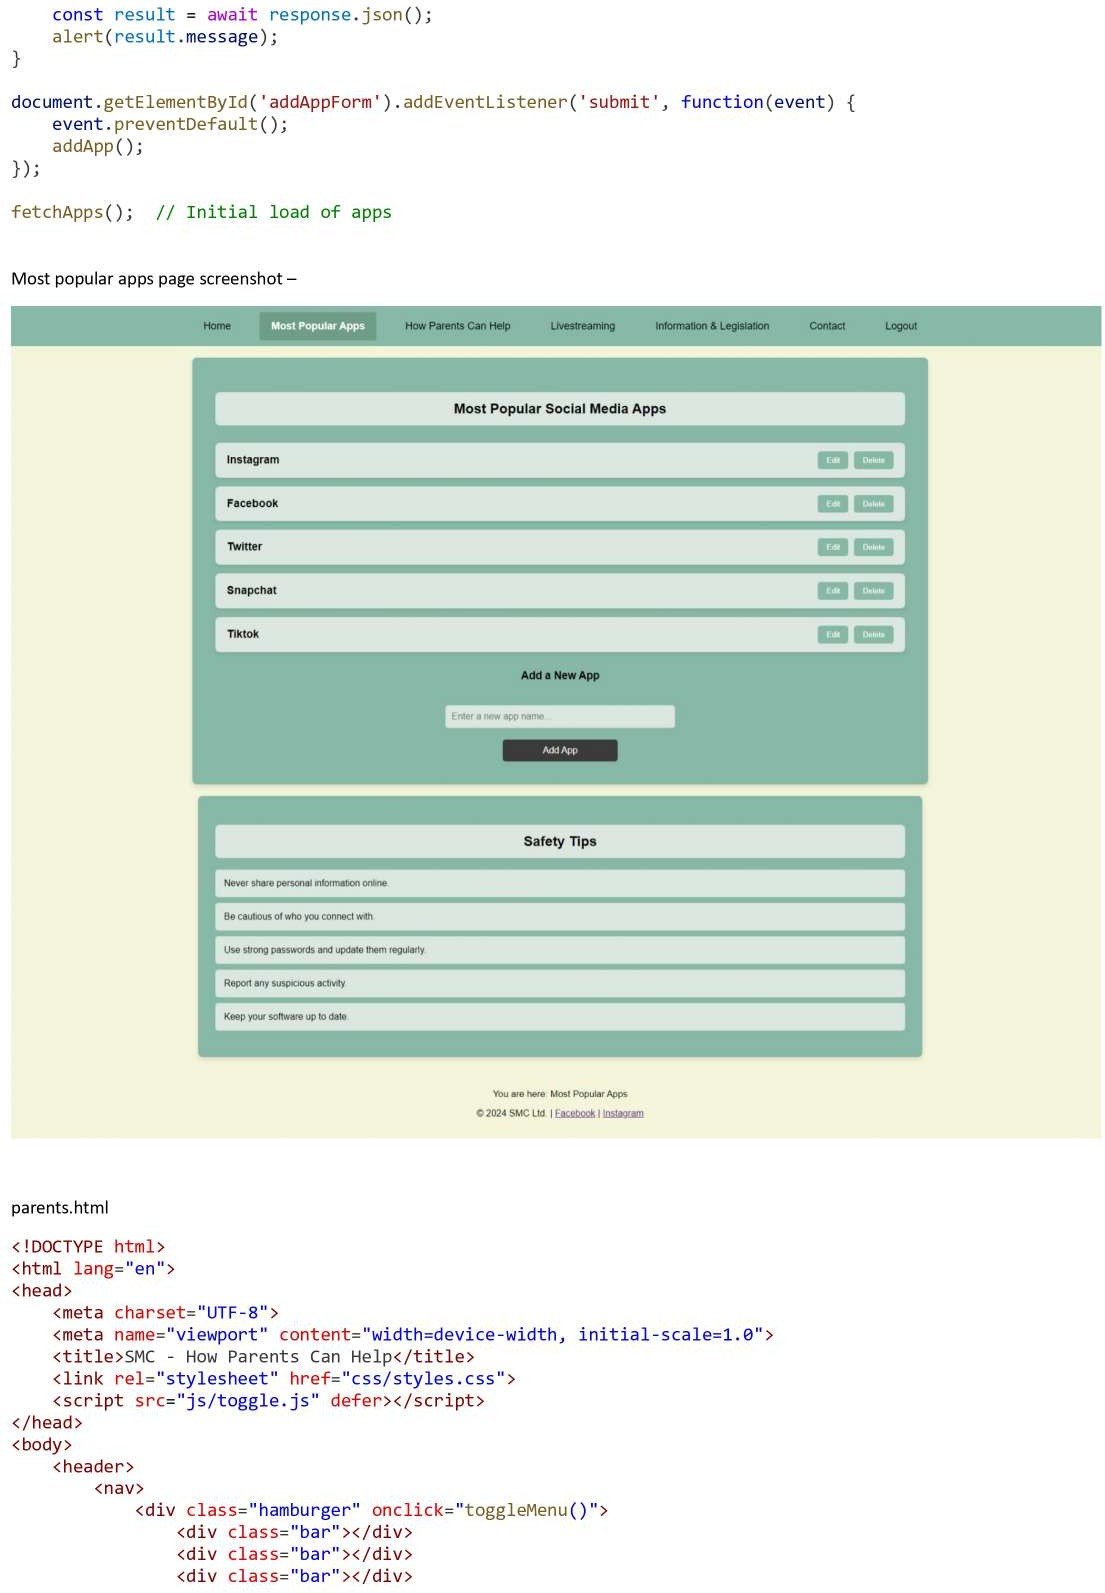 const result = await response.json();
    alert(result.message);
}

document.getElementById('addAppForm').addEventListener('submit', function(event) {
    event.preventDefault();
    addApp();
});

fetchApps();  // Initial load of apps

Most popular apps page screenshot –
Home Most Popular Apps How Parents Can Help Livestreaming Information & Legislation Contact Logout
Most Popular Social Media Apps
Instagram Edit Delete
Facebook Edit Delete
Twitter Edit Delete
Snapchat Edit Delete
Tiktok Edit Delete
Add a New App
Enter a new app name...
Add App
Safety Tips
Never share personal information online.
Be cautious of who you connect with.
Use strong passwords and update them regularly.
Report any suspicious activity.
Keep your software up to date.
You are here: Most Popular Apps
© 2024 SMC Ltd. | Facebook | Instagram

parents.html
<!DOCTYPE html>
<html lang="en">
<head>
    <meta charset="UTF-8">
    <meta name="viewport" content="width=device-width, initial-scale=1.0">
    <title>SMC - How Parents Can Help</title>
    <link rel="stylesheet" href="css/styles.css">
    <script src="js/toggle.js" defer></script>
</head>
<body>
    <header>
        <nav>
            <div class="hamburger" onclick="toggleMenu()">
                <div class="bar"></div>
                <div class="bar"></div>
                <div class="bar"></div>